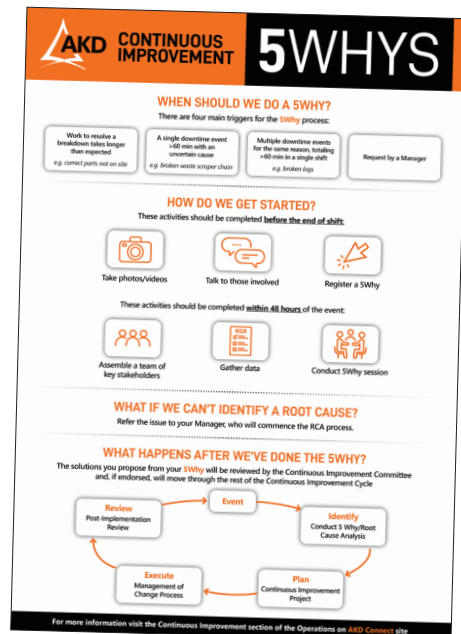 AKD CONTINUOUS IMPROVEMENT
5WHYS
WHEN SHOULD WE DO A 5WHY?
There are four main triggers for the 5Why process:
Work to resolve a
breakdown takes longer
than expected
e.g. correct parts not on site
A single downtime event
>60 min with an
uncertain cause
e.g. broken waste scraper chain
Multiple downtime events
for the same reason, totaling
>60 min in a single shift
e.g. broken logs
Request by a Manager
HOW DO WE GET STARTED?
These activities should be completed before the end of shift:
Take photos/videos
Talk to those involved
Register a 5Why
These activities should be completed within 48 hours of the event:
Assemble a team of
key stakeholders
Gather data
Conduct 5Why session
WHAT IF WE CAN'T IDENTIFY A ROOT CAUSE?
Refer the issue to your Manager, who will commence the RCA process.
WHAT HAPPENS AFTER WE'VE DONE THE 5WHY?
The solutions you propose from your 5Why will be reviewed by the Continuous Improvement Committee
and, if endorsed, will move through the rest of the Continuous Improvement Cycle
Event
Identify
Conduct 5 Why/Root
Cause Analysis
Plan
Continuous Improvement
Project
Execute
Management of
Change Process
Review
Post-Implementation
Review
For more information visit the Continuous Improvement section of the Operations on AKD Connect site